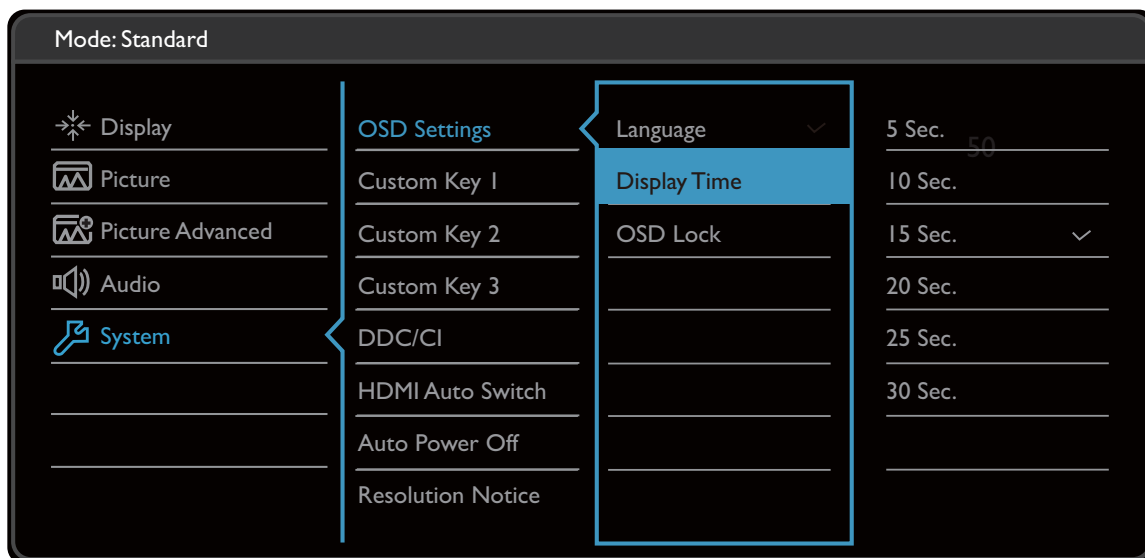 Mode: Standard
Display
Picture
Picture Advanced
Audio
System
OSD Settings
Custom Key 1
Custom Key 2
Custom Key 3
DDC/CI
HDMI Auto Switch
Auto Power Off
Resolution Notice
Language
Display Time
OSD Lock
5 Sec.
50
10 Sec.
15 Sec.
20 Sec.
25 Sec.
30 Sec.